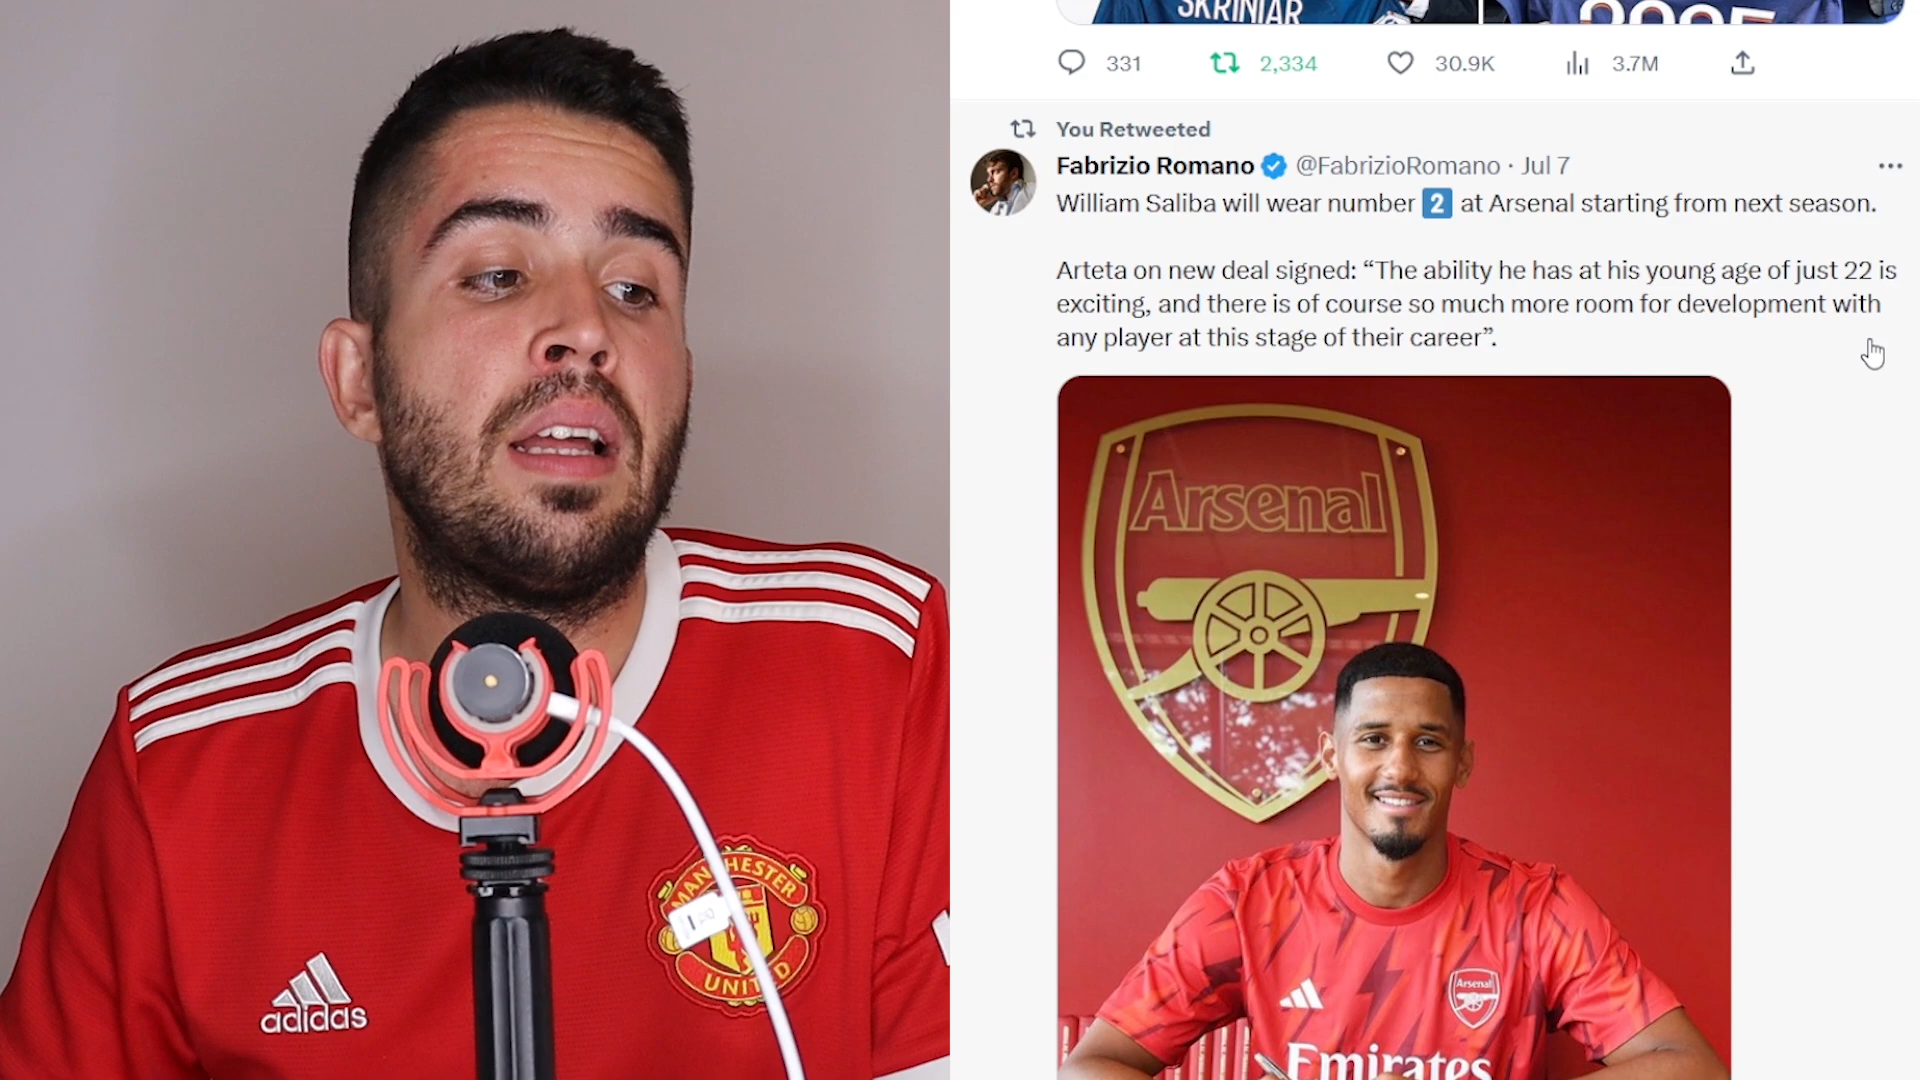 SKRINIAR
2025
331 2,334 30.9K 3.7M
You Retweeted
Fabrizio Romano @FabrizioRomano · Jul 7
William Saliba will wear number 2 at Arsenal starting from next season.
Arteta on new deal signed: “The ability he has at his young age of just 22 is
exciting, and there is of course so much more room for development with
any player at this stage of their career”.
Arsenal
Arsenal
Emirates
MANCHESTER
UNITED
adidas